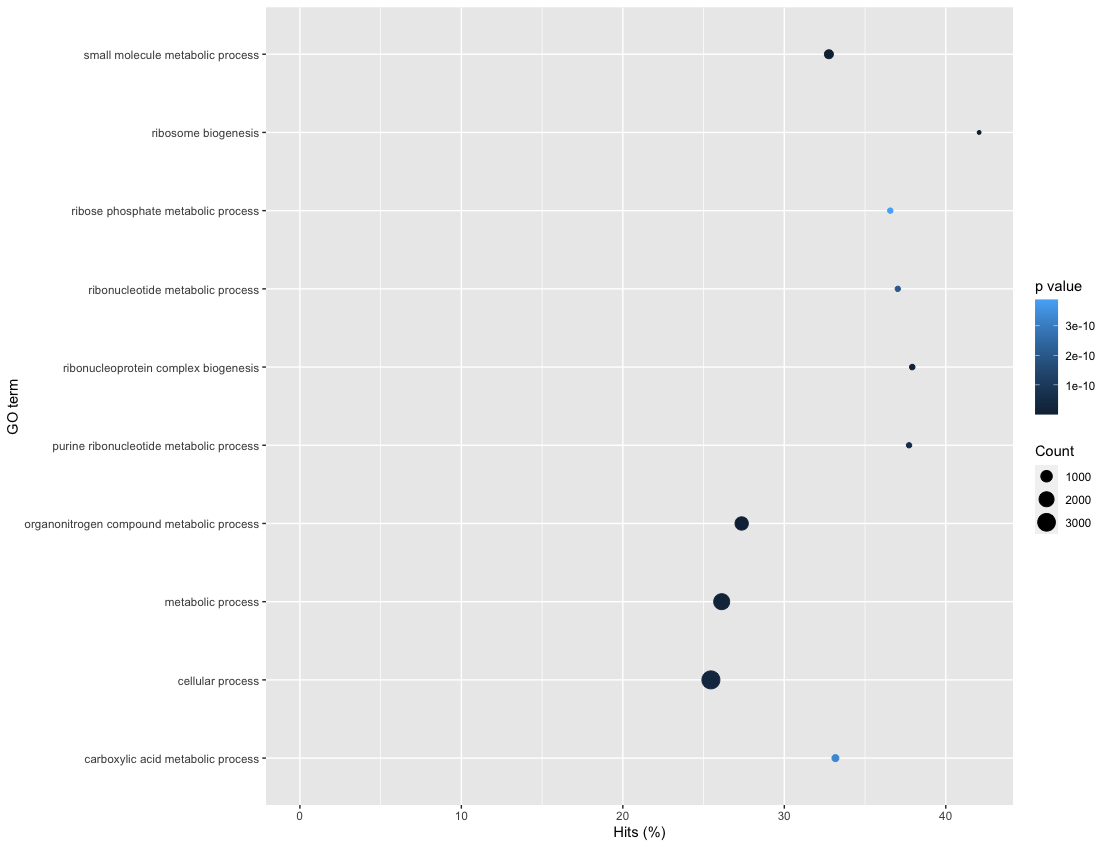 small molecule metabolic process
ribosome biogenesis
ribose phosphate metabolic process
ribonucleotide metabolic process
ribonucleoprotein complex biogenesis
purine ribonucleotide metabolic process
organonitrogen compound metabolic process
metabolic process
cellular process
carboxylic acid metabolic process
GO term
0 10 20 30 40
Hits (%)
p value
3e-10
2e-10
1e-10
Count
1000
2000
3000